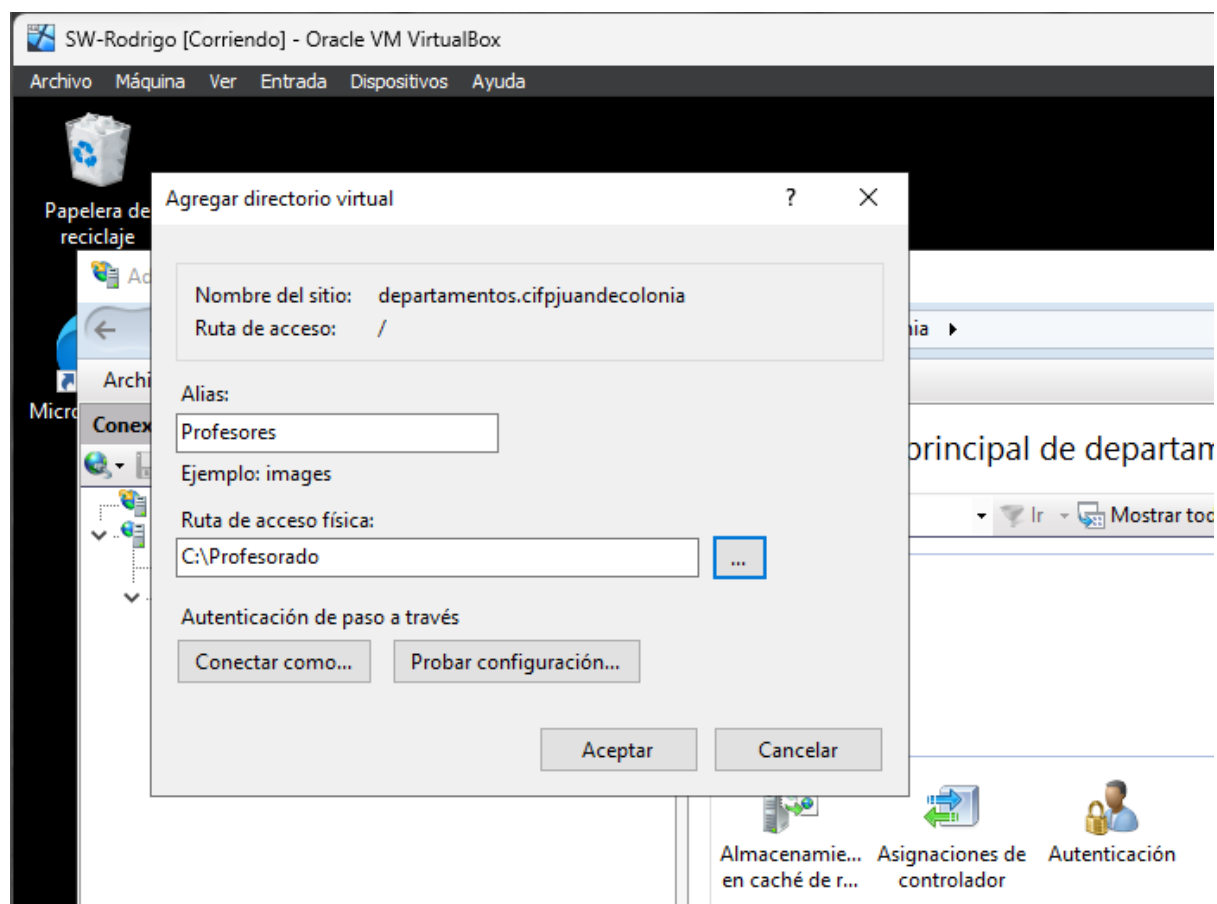 SW-Rodrigo [Corriendo] - Oracle VM VirtualBox
Archivo Máquina Ver Entrada Dispositivos Ayuda
Papelera de
reciclaje
Agregar directorio virtual ? X
Nombre del sitio: departamentos.cifpjuandecolonia
Ruta de acceso: /
Alias:
Profesores
Ejemplo: images
Ruta de acceso física:
C:\Profesorado
...
Autenticación de paso a través
Conectar como...
Probar configuración...
Aceptar
Cancelar
Ad
Archi
Micro
Conex
nia
principal de departam
Ir
Mostrar tod
Almacenamie...
en caché de r...
Asignaciones de
controlador
Autenticación